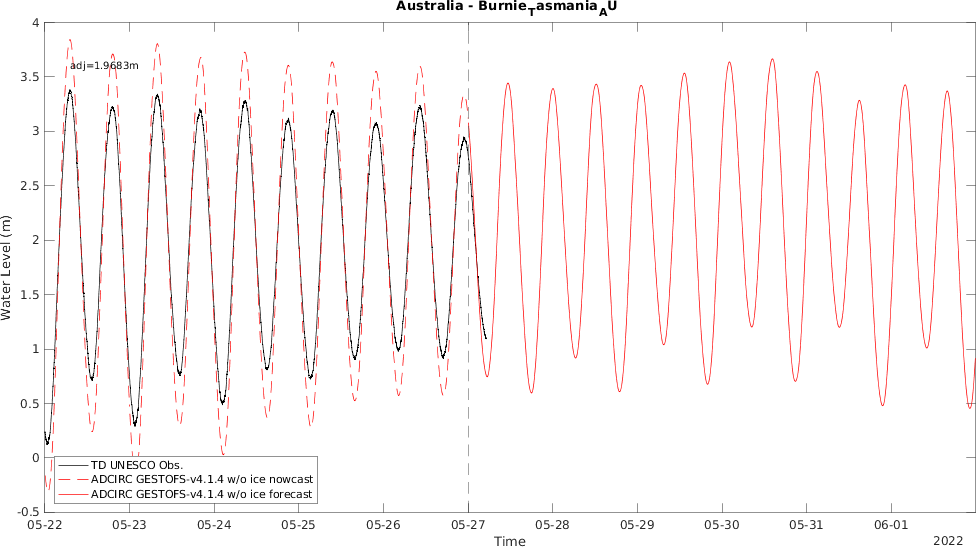 Australia - Burnie_Tasmania_AU
4
adj=1.9683m
3.5
3
2.5
2
1.5
1
0.5
0
-0.5
Water Level (m)
TD UNESCO Obs.
ADCIRC GESTOFS-v4.1.4 w/o ice nowcast
ADCIRC GESTOFS-v4.1.4 w/o ice forecast
05-22 05-23 05-24 05-25 05-26 05-27 05-28 05-29 05-30 05-31 06-01
Time
2022